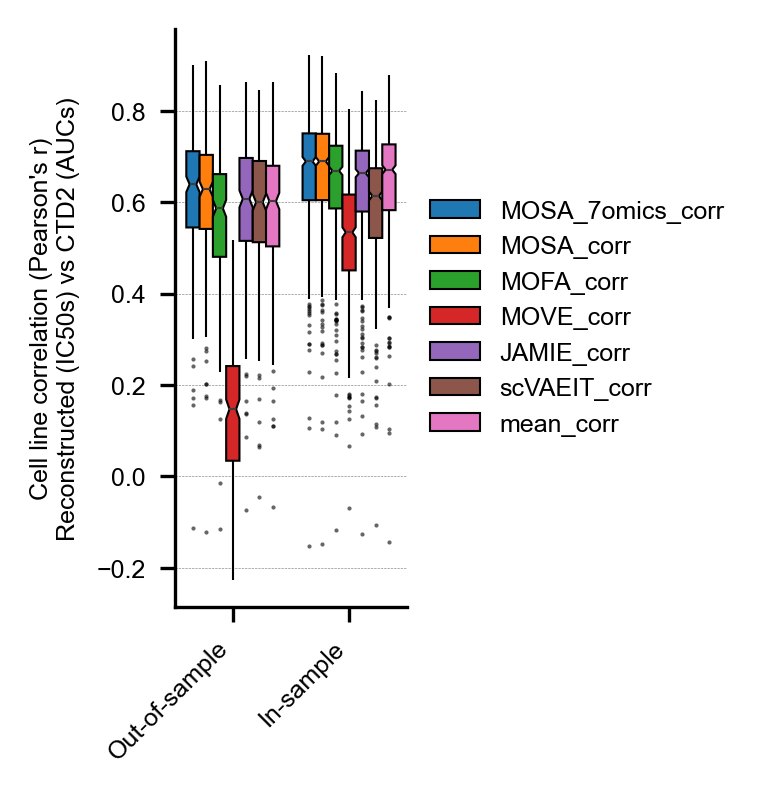 Cell line correlation (Pearson's r)
Reconstructed (IC50s) vs CTD2 (AUCs)
0.8
0.6
0.4
0.2
0.0
−0.2
Out-of-sample
In-sample
MOSA_7omics_corr
MOSA_corr
MOFA_corr
MOVE_corr
JAMIE_corr
scVAEIT_corr
mean_corr